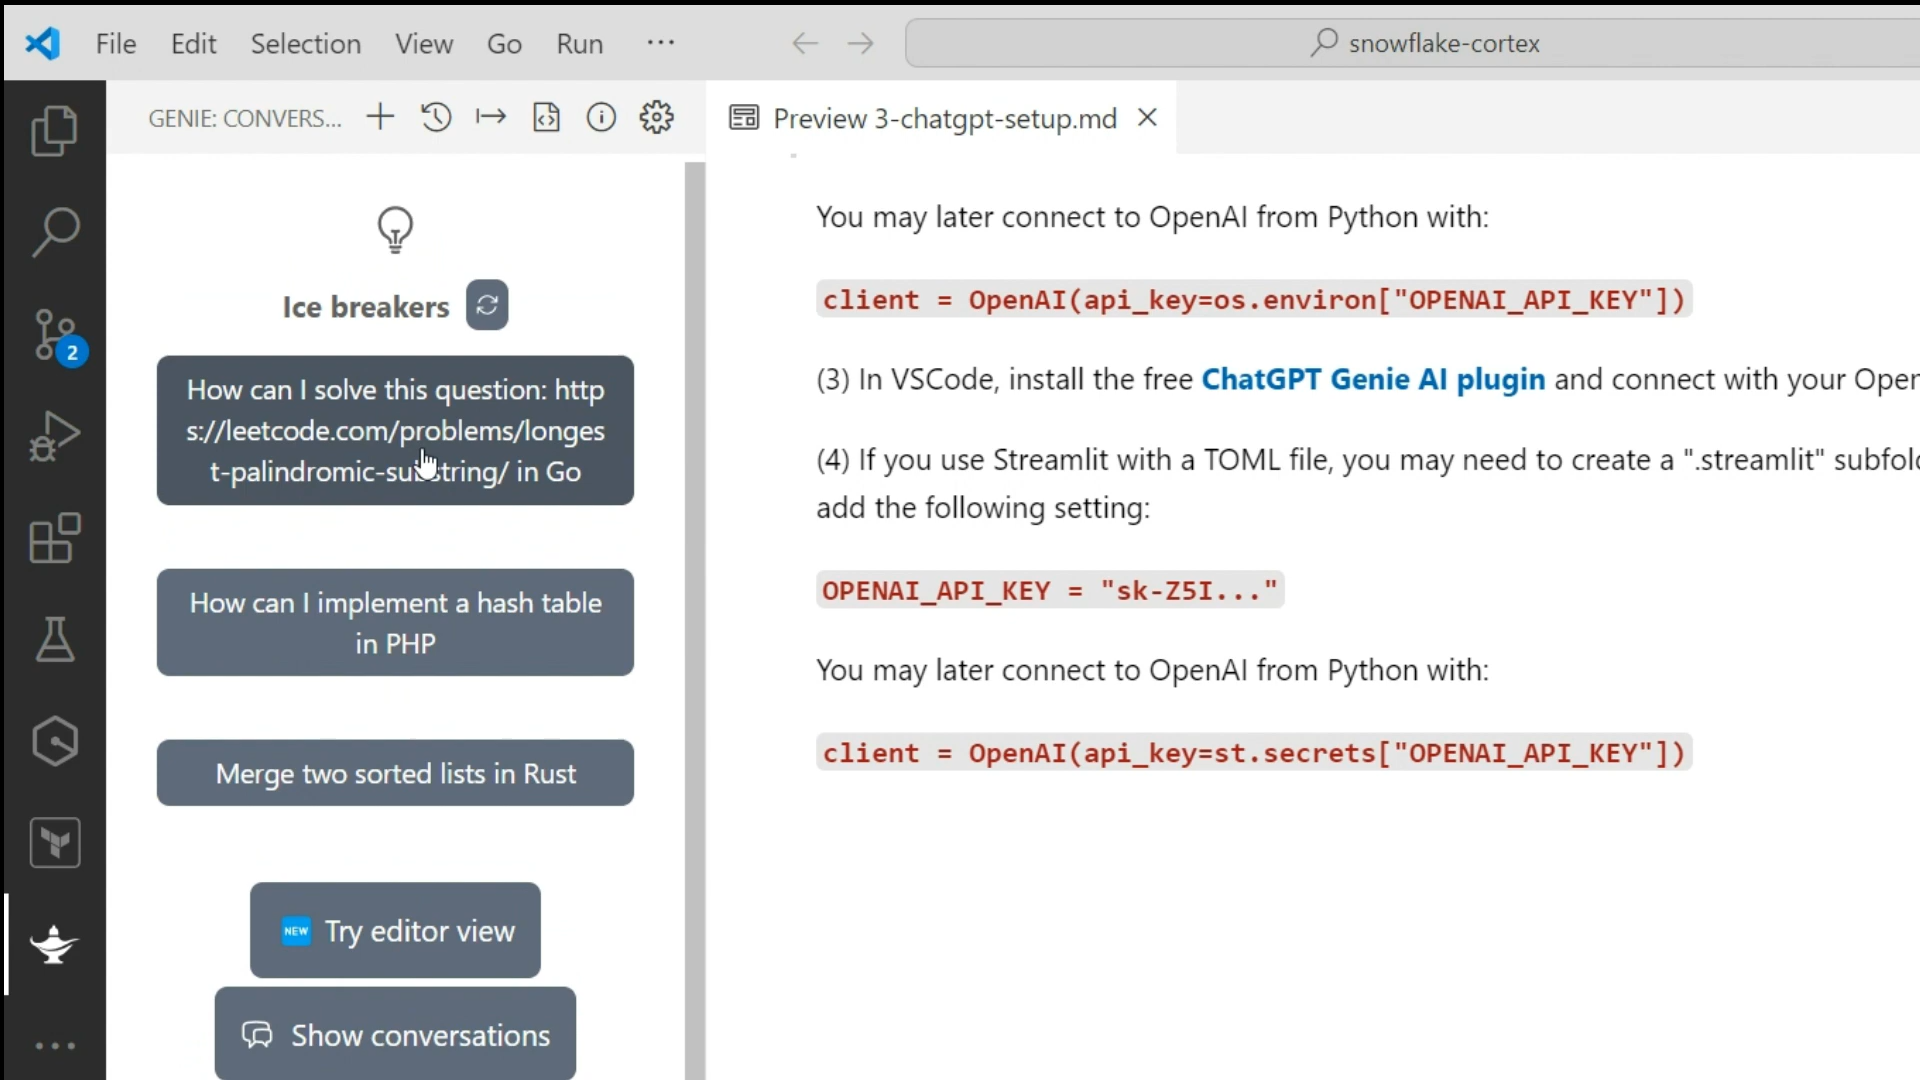 File Edit Selection View Go Run ···
snowflake-cortex
GENIE: CONVERS...
Preview 3-chatgpt-setup.md
Ice breakers
How can I solve this question: http
s://leetcode.com/problems/longes
t-palindromic-substring/ in Go
How can I implement a hash table
in PHP
Merge two sorted lists in Rust
NEW Try editor view
Show conversations
2
You may later connect to OpenAI from Python with:
client = OpenAI(api_key=os.environ["OPENAI_API_KEY"])
(3) In VSCode, install the free ChatGPT Genie AI plugin and connect with your Open
(4) If you use Streamlit with a TOML file, you may need to create a ".streamlit" subfol
add the following setting:
OPENAI_API_KEY = "sk-Z5I..."
You may later connect to OpenAI from Python with:
client = OpenAI(api_key=st.secrets["OPENAI_API_KEY"])